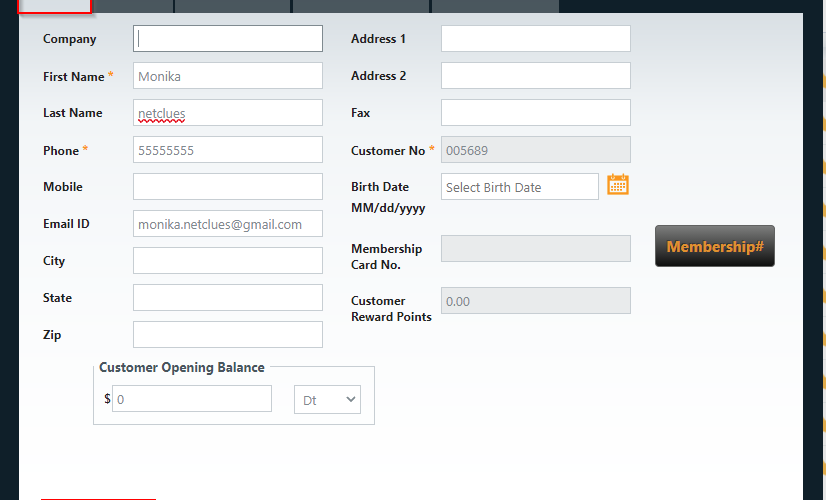 Company
Address 1
First Name * Monika
Address 2
Last Name netclues
Fax
Phone * 55555555
Customer No * 005689
Mobile
Birth Date Select Birth Date
MM/dd/yyyy
Email ID monika.netclues@gmail.com
City
Membership
Card No.
Membership#
State
Customer
Reward Points 0.00
Zip
Customer Opening Balance
$ 0 Dt